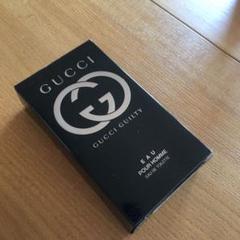 GUCCI
GUCCI GUILTY
EAU
POUR HOMME
EAU DE TOILETTE